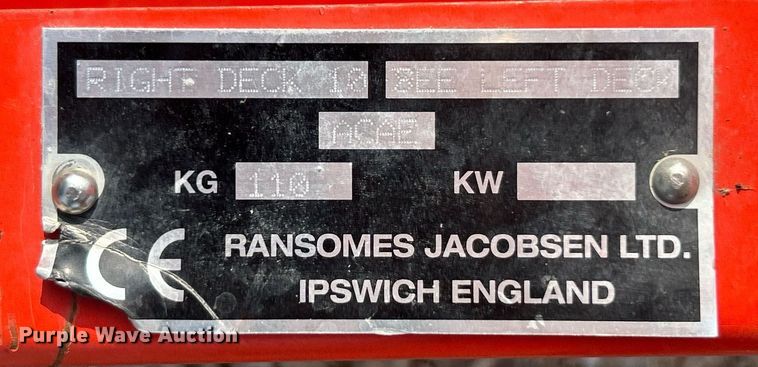 RIGHT DECK 10 SEE LEFT DECK
ACAE
KG 110 KW
CE RANSOMES JACOBSEN LTD.
IPSWICH ENGLAND
Purple Wave Auction